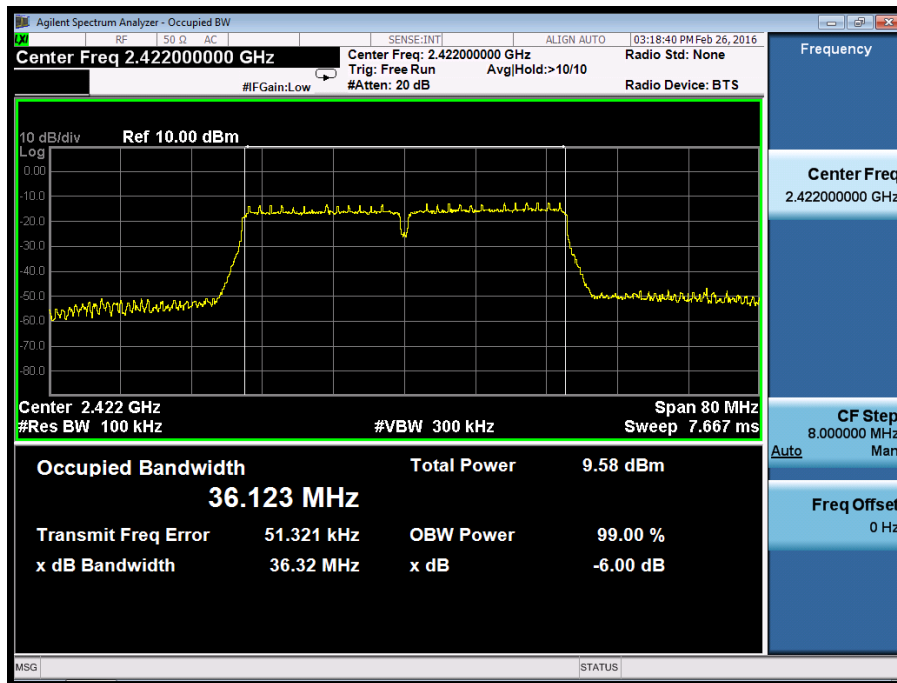 Agilent Spectrum Analyzer - Occupied BW
LXI RF 50 Ω AC SENSE:INT ALIGN AUTO 03:18:40 PM Feb 26, 2016
Center Freq 2.422000000 GHz
Center Freq: 2.422000000 GHz
Radio Std: None
Trig: Free Run Avg|Hold:>10/10
#IFGain:Low
#Atten: 20 dB
Radio Device: BTS
10 dB/div Ref 10.00 dBm
Log
0.00
-10.0
-20.0
-30.0
-40.0
-50.0
-60.0
-70.0
-80.0
Center 2.422 GHz Span 80 MHz
#Res BW 100 kHz #VBW 300 kHz Sweep 7.667 ms
Occupied Bandwidth Total Power 9.58 dBm
36.123 MHz
Transmit Freq Error 51.321 kHz OBW Power 99.00 %
x dB Bandwidth 36.32 MHz x dB -6.00 dB
MSG STATUS
Frequency
Center Freq
2.422000000 GHz
CF Step
8.000000 MHz
Auto Man
Freq Offset
0 Hz